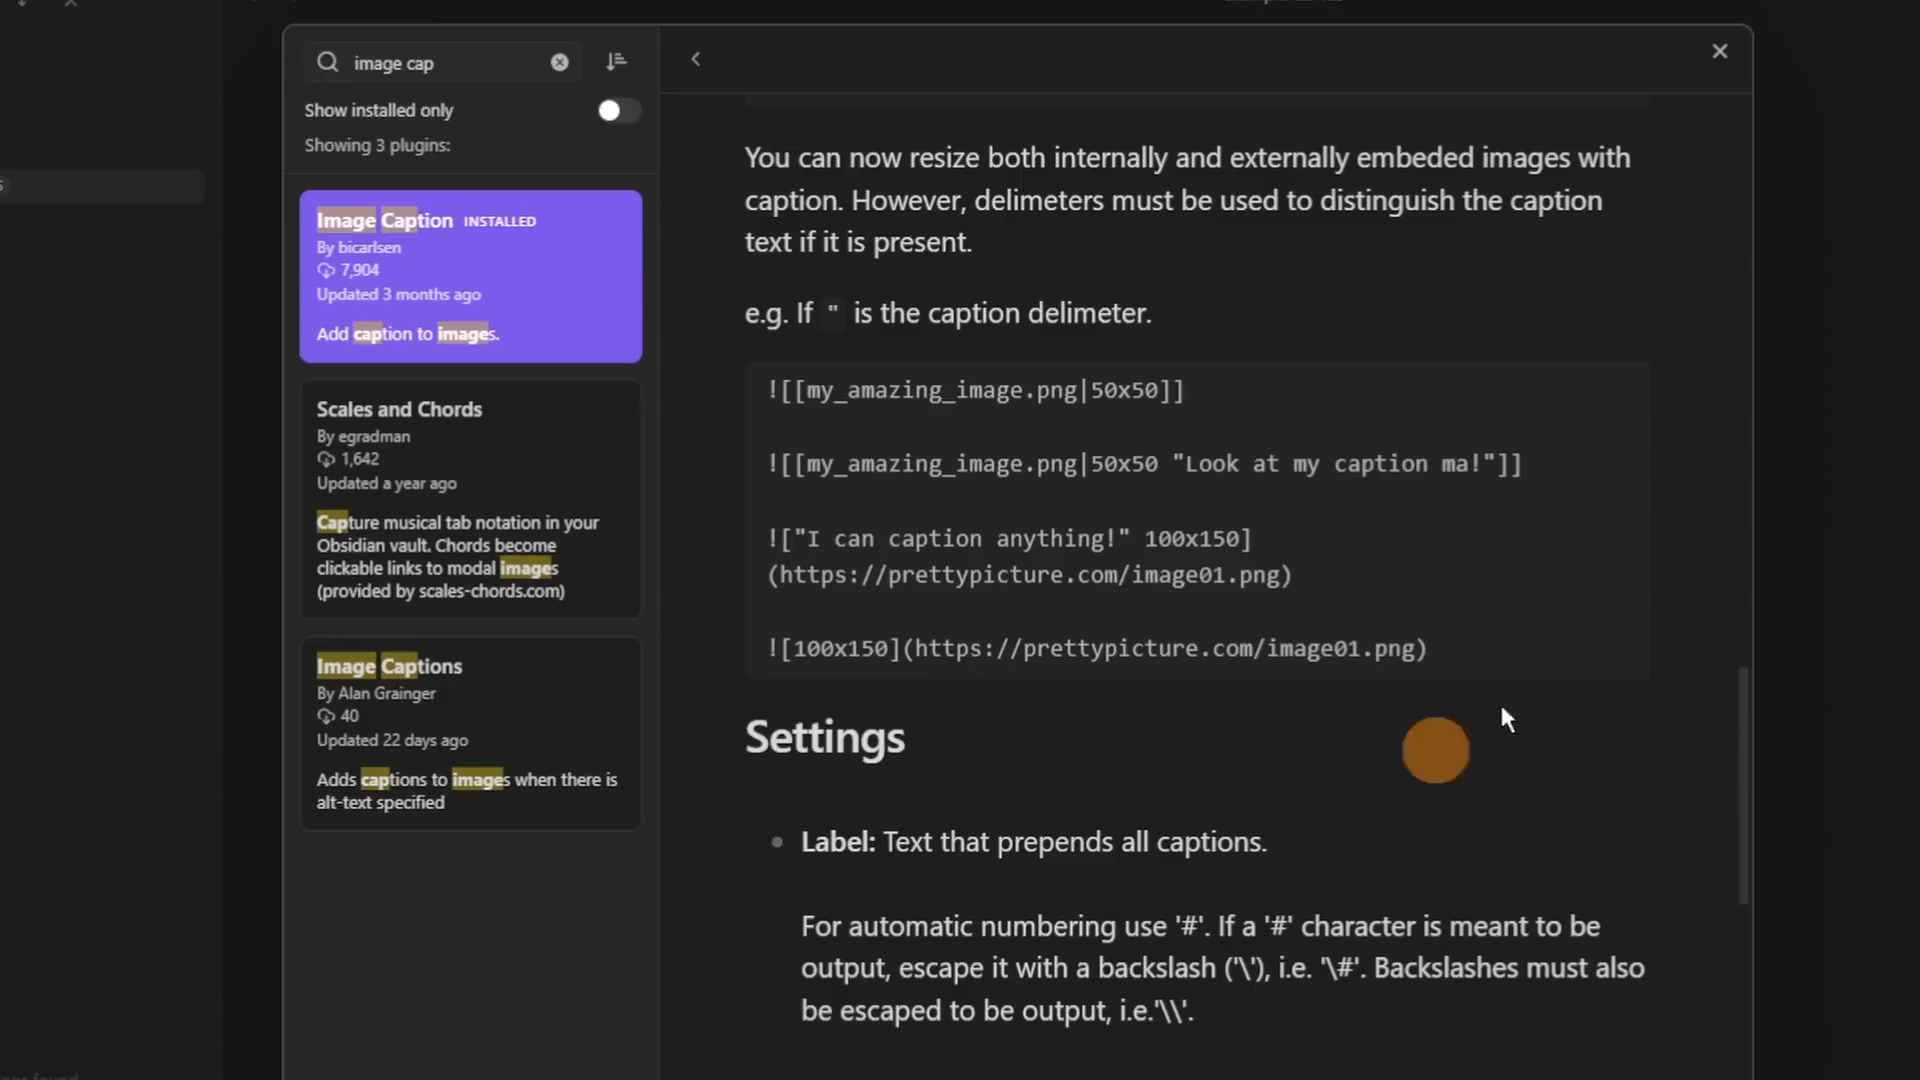 image cap
Show installed only
Showing 3 plugins:
Image Caption INSTALLED
By bicarlsen
7,904
Updated 3 months ago
Add caption to images.
Scales and Chords
By egradman
1,642
Updated a year ago
Capture musical tab notation in your
Obsidian vault. Chords become
clickable links to modal images
(provided by scales-chords.com)
Image Captions
By Alan Grainger
40
Updated 22 days ago
Adds captions to images when there is
alt-text specified
You can now resize both internally and externally embeded images with
caption. However, delimeters must be used to distinguish the caption
text if it is present.
e.g. If " is the caption delimeter.
![[my_amazing_image.png|50x50]]
![[my_amazing_image.png|50x50 "Look at my caption ma!"]]
!["I can caption anything!" 100x150]
(https://prettypicture.com/image01.png)
![100x150](https://prettypicture.com/image01.png)
Settings
Label: Text that prepends all captions.
For automatic numbering use '#'. If a '#' character is meant to be
output, escape it with a backslash ('\'), i.e. '\#'. Backslashes must also
be escaped to be output, i.e.'\\'.